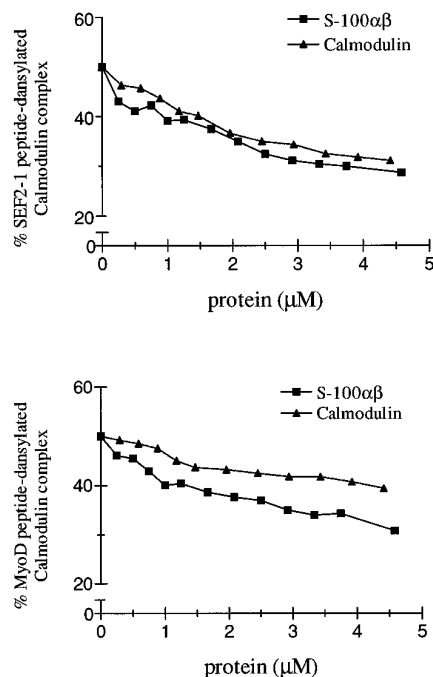 60
S-100αβ
Calmodulin
40
20
0
% SEF2-1 peptide-dansylated
Calmodulin complex
0 1 2 3 4 5
protein (μM)
60
S-100αβ
Calmodulin
40
20
0
% MyoD peptide-dansylated
Calmodulin complex
0 1 2 3 4 5
protein (μM)